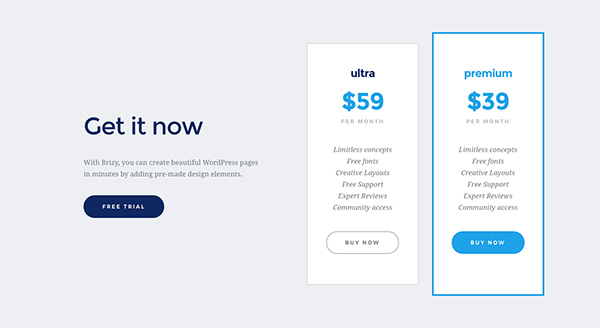 Get it now
With Brizy, you can create beautiful WordPress pages
in minutes by adding pre-made design elements.
FREE TRIAL
ultra
$59
PER MONTH
Limitless concepts
Free fonts
Creative Layouts
Free Support
Expert Reviews
Community access
BUY NOW
premium
$39
PER MONTH
Limitless concepts
Free fonts
Creative Layouts
Free Support
Expert Reviews
Community access
BUY NOW